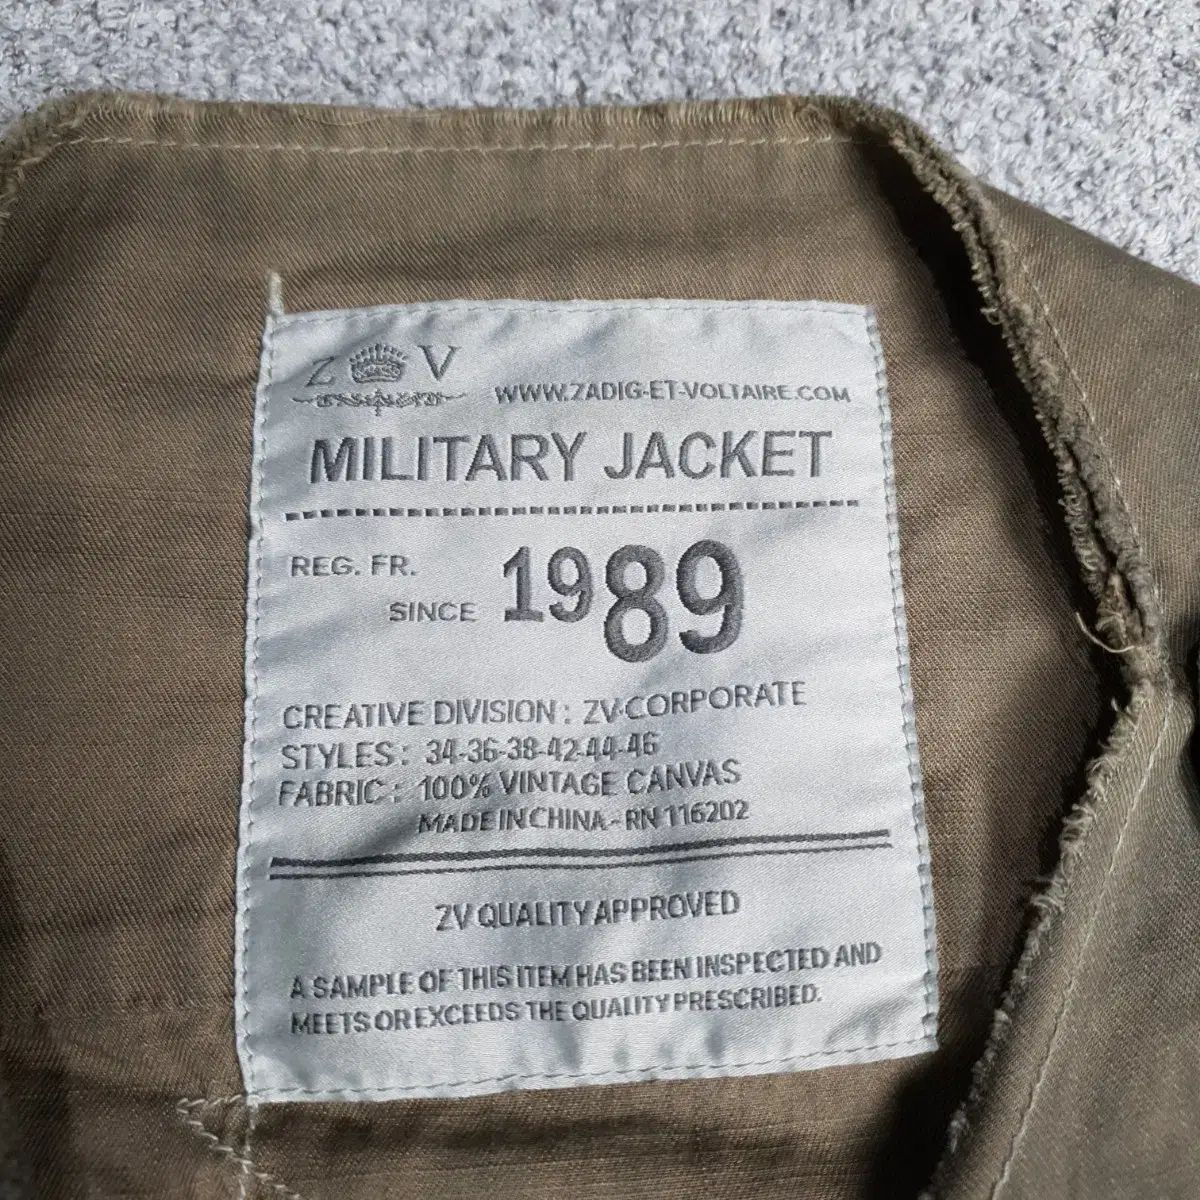 Z V
WWW.ZADIG-ET-VOLTAIRE.COM
MILITARY JACKET
REG. FR.
SINCE 1989
CREATIVE DIVISION : ZV-CORPORATE
STYLES : 34-36-38-42-44-46
FABRIC : 100% VINTAGE CANVAS
MADE IN CHINA - RN 116202
ZV QUALITY APPROVED
A SAMPLE OF THIS ITEM HAS BEEN INSPECTED AND
MEETS OR EXCEEDS THE QUALITY PRESCRIBED.